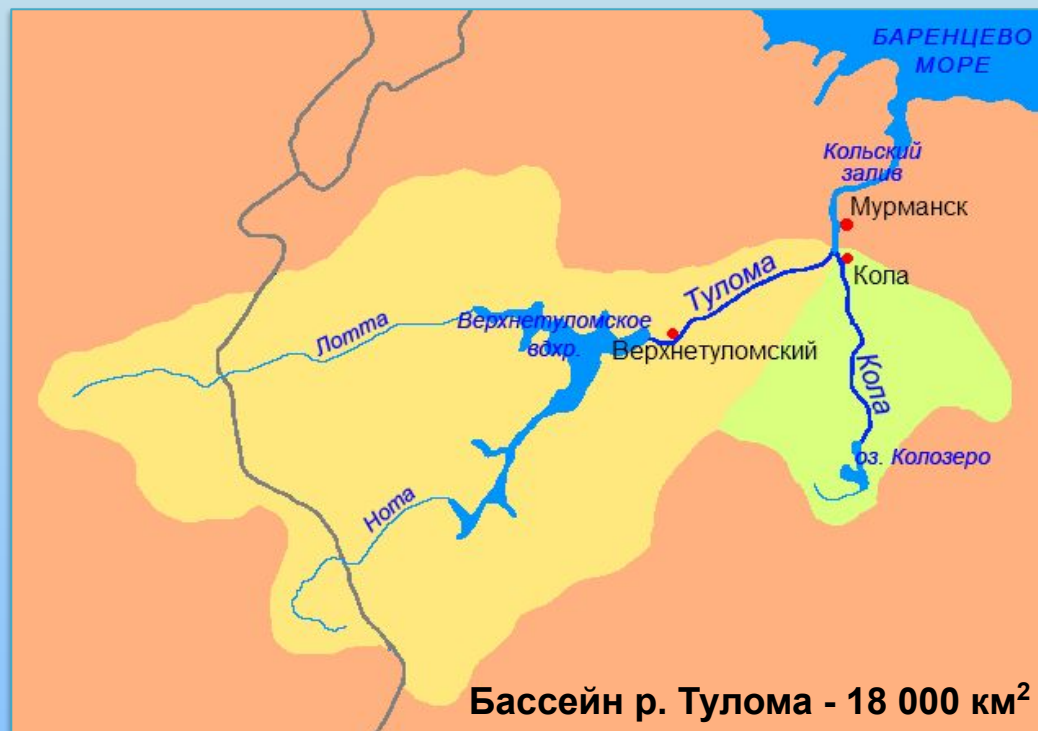 БАРЕНЦЕВО
МОРЕ
Кольский
залив
Мурманск
Кола
Тулома
Лотта
Верхнетуломское
вдхр.
Верхнетуломский
Кола
оз. Колозеро
Нота
Бассейн р. Тулома - 18 000 км²